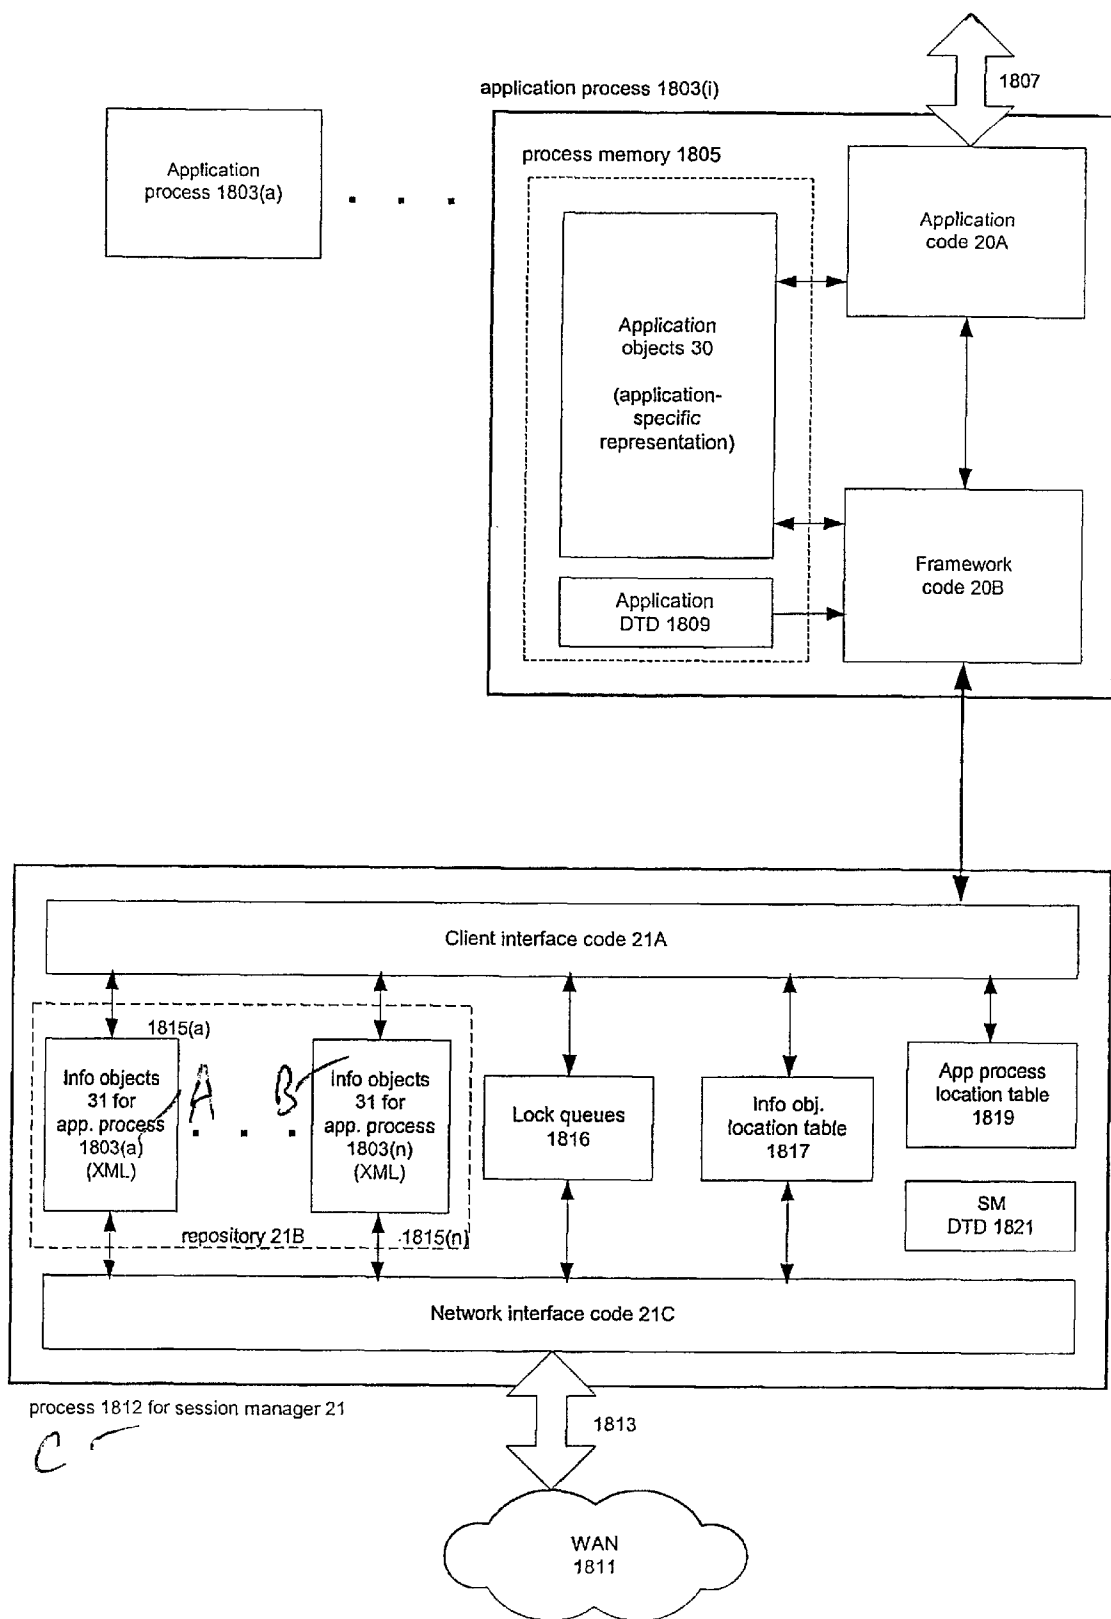 1807
application process 1803(i)
Application
process 1803(a)
. . .
process memory 1805
Application
code 20A
Application
objects 30
(application-
specific
representation)
Framework
code 20B
Application
DTD 1809
Client interface code 21A
1815(a)
Info objects
31 for
app. process
1803(a)
(XML)
A
. . .
B
Info objects
31 for
app. process
1803(n)
(XML)
Lock queues
1816
Info obj.
location table
1817
App process
location table
1819
SM
DTD 1821
repository 21B
1815(n)
Network interface code 21C
process 1812 for session manager 21
C
1813
WAN
1811